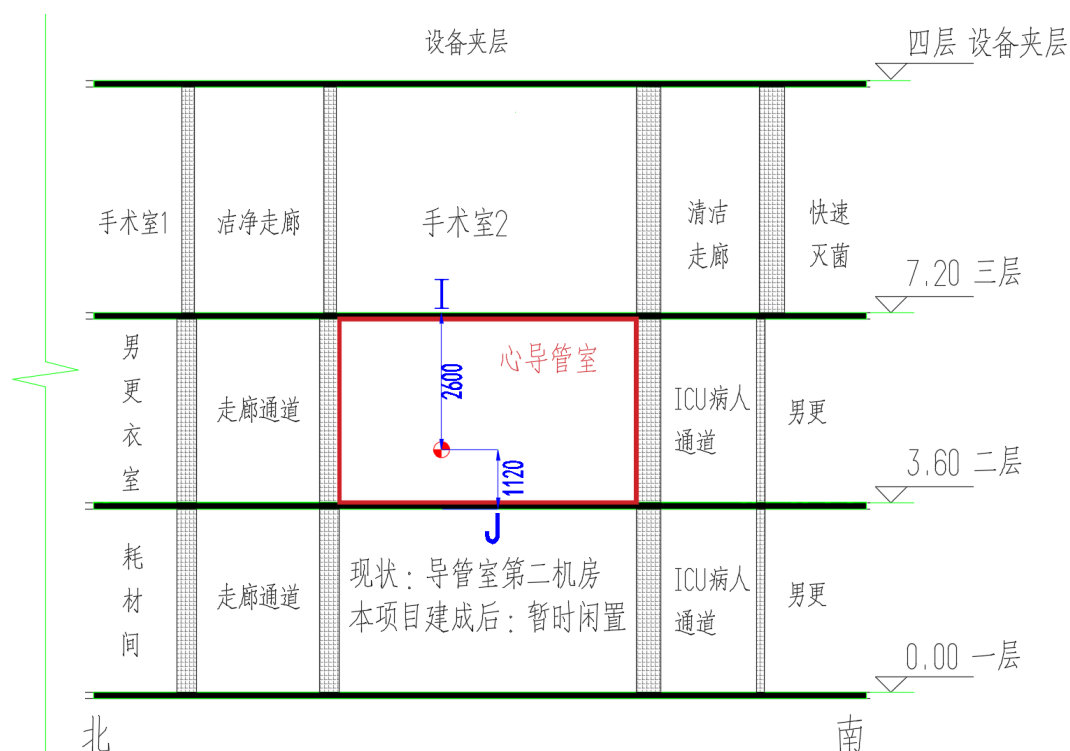 设备夹层
四层 设备夹层
手术室1
洁净走廊
手术室2
清洁
走廊
快速
灭菌
7.20 三层
I
男更衣室
走廊通道
心导管室
2600
1120
ICU病人
通道
男更
3.60 二层
J
耗材间
走廊通道
现状：导管室第二机房
本项目建成后：暂时闲置
ICU病人
通道
男更
0.00 一层
北
南